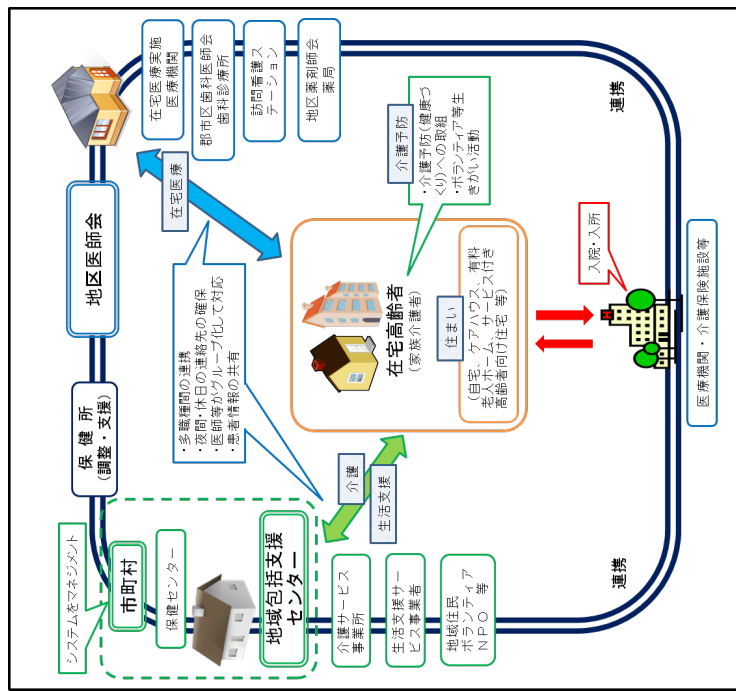 システムをマネジメント
市町村
保健センター
地域包括支援
センター
介護サービス
事業所
生活支援サー
ビス事業者
地域住民
ボランティア
NPO 等
保健所
(調整・支援)
地区医師会
在宅医療実施
医療機関
郡市区歯科医師会
歯科診療所
訪問看護ス
テーション
地区薬剤師会
薬局
・多職種間の連携
・夜間・休日の連絡先の確保
・医師等がグループ化して対応
・患者情報の共有
在宅医療
介護
生活支援
介護予防
・介護予防(健康づ
くり)への取組
・ボランティア等生
きがい活動
在宅高齢者
(家族介護者)
住まい
(自宅、ケアハウス、有料
老人ホーム、サービス付き
高齢者向け住宅 等)
入院・入所
H
医療機関・介護保険施設等
連携
連携